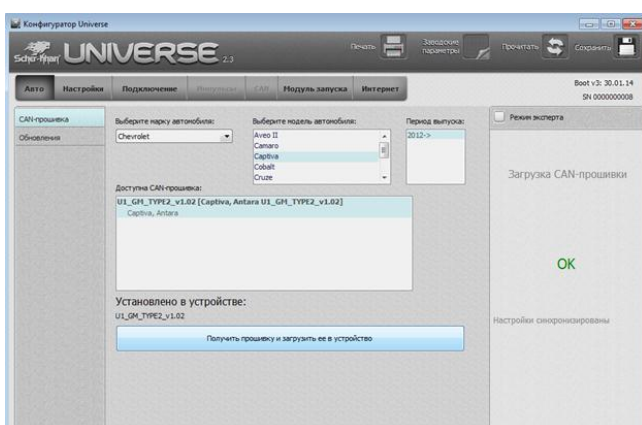 Конфигуратор Universe
Scher-Khan UNIVERSE 2.3
Печать
Заводские параметры
Прочитать
Сохранить
Авто Настройки Подключение CAN Модуль запуска Интернет
Boot v3: 30.01.14
SN 0000000008
CAN-прошивка
Обновления
Выберите марку автомобиля:
Chevrolet
Выберите модель автомобиля:
Aveo II
Camaro
Captiva
Cobalt
Cruze
Период выпуска:
2012->
Доступна CAN-прошивка:
U1_GM_TYPE2_v1.02 [Captiva, Antara U1_GM_TYPE2_v1.02]
Captiva, Antara
Установлено в устройстве:
U1_GM_TYPE2_v1.02
Получить прошивку и загрузить ее в устройство
Режим эксперта
Загрузка CAN-прошивки
OK
Настройки синхронизированы